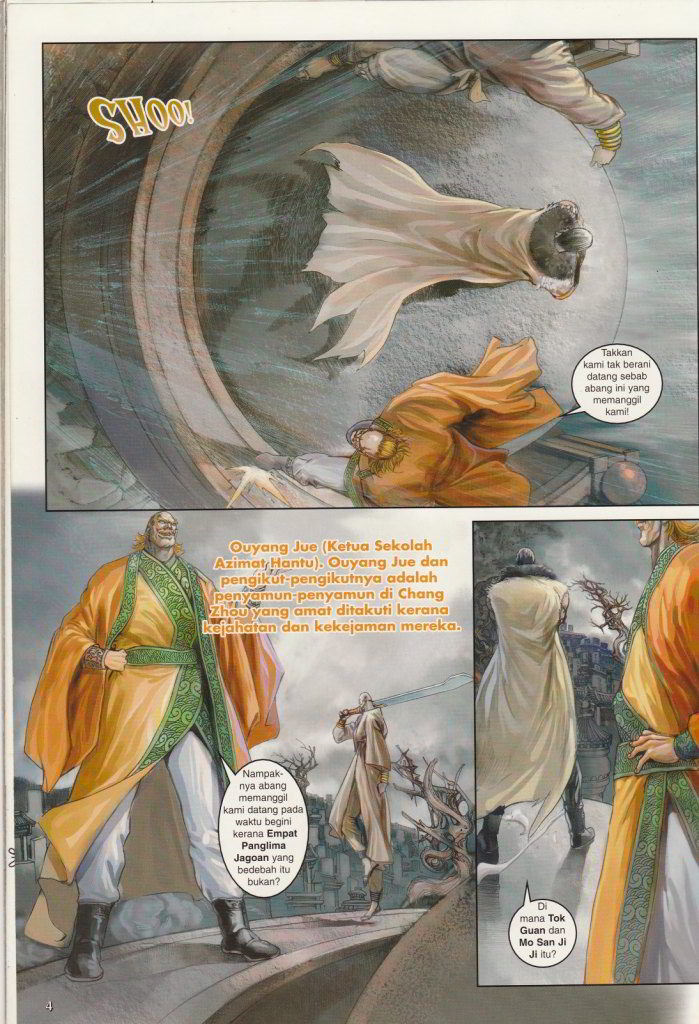 SHOO!
Takkan
kami tak berani
datang sebab
abang ini yang
memanggil
kami!
Ouyang Jue (Ketua Sekolah
Azimat Hantu). Ouyang Jue dan
pengikut-pengikutnya adalah
penyamun-penyamun di Chang
Zhou yang amat ditakuti kerana
kejahatan dan kekejaman mereka.
Nampak-
nya abang
memanggil
kami datang pada
waktu begini
kerana Empat
Panglima
Jagoan yang
bedebah itu
bukan?
Di
mana Tok
Guan dan
Mo San Ji
Ji itu?
4